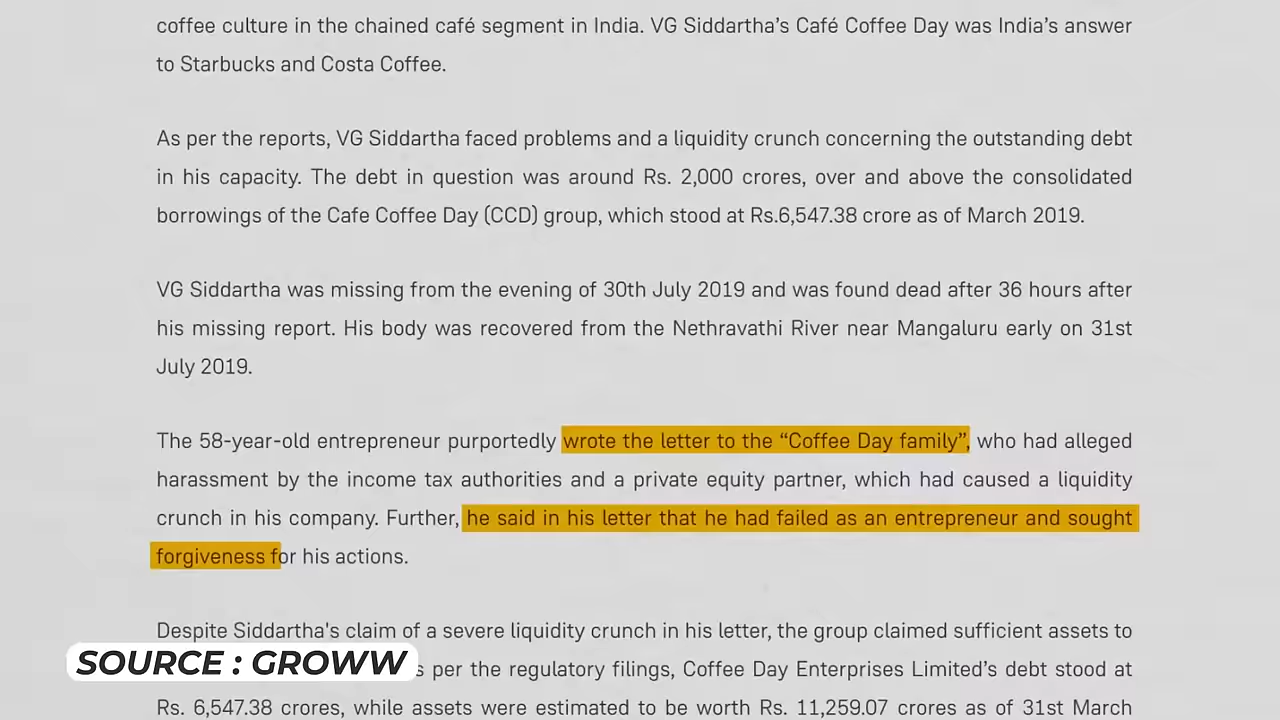 coffee culture in the chained café segment in India. VG Siddartha’s Café Coffee Day was India’s answer
to Starbucks and Costa Coffee.
As per the reports, VG Siddartha faced problems and a liquidity crunch concerning the outstanding debt
in his capacity. The debt in question was around Rs. 2,000 crores, over and above the consolidated
borrowings of the Cafe Coffee Day (CCD) group, which stood at Rs.6,547.38 crore as of March 2019.
VG Siddartha was missing from the evening of 30th July 2019 and was found dead after 36 hours after
his missing report. His body was recovered from the Nethravathi River near Mangaluru early on 31st
July 2019.
The 58-year-old entrepreneur purportedly wrote the letter to the “Coffee Day family”, who had alleged
harassment by the income tax authorities and a private equity partner, which had caused a liquidity
crunch in his company. Further, he said in his letter that he had failed as an entrepreneur and sought
forgiveness for his actions.
Despite Siddartha's claim of a severe liquidity crunch in his letter, the group claimed sufficient assets to
SOURCE : GROWW
per the regulatory filings, Coffee Day Enterprises Limited’s debt stood at
Rs. 6,547.38 crores, while assets were estimated to be worth Rs. 11,259.07 crores as of 31st March